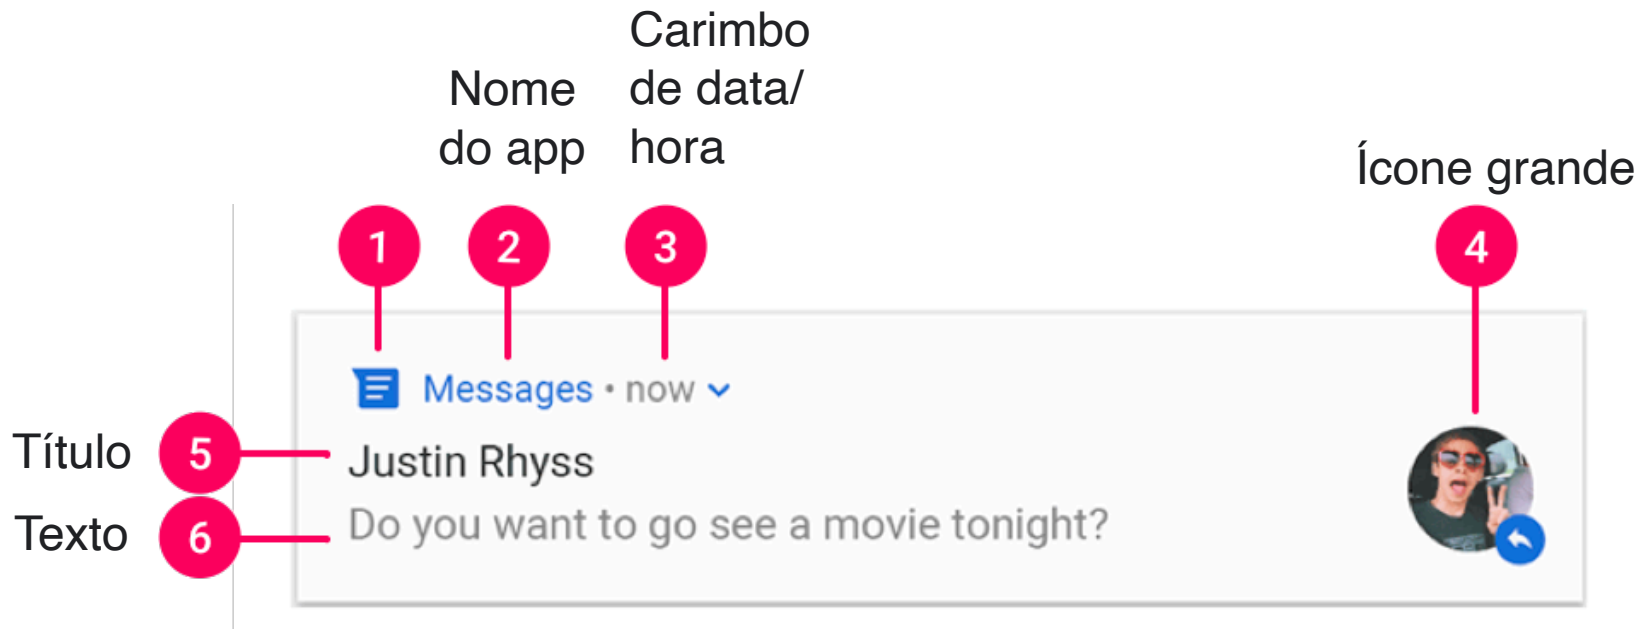 Carimbo
de data/
hora
Nome
do app
Ícone grande
1
2
3
4
Messages • now
Título
5
Justin Rhyss
Texto
6
Do you want to go see a movie tonight?